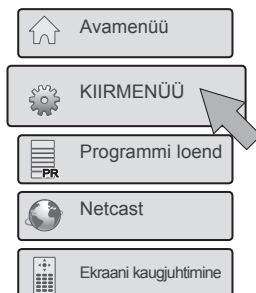 Avamenüü
KIIRMENÜÜ
Programmi loend
PR
Netcast
Ekraani kaugjuhtimine